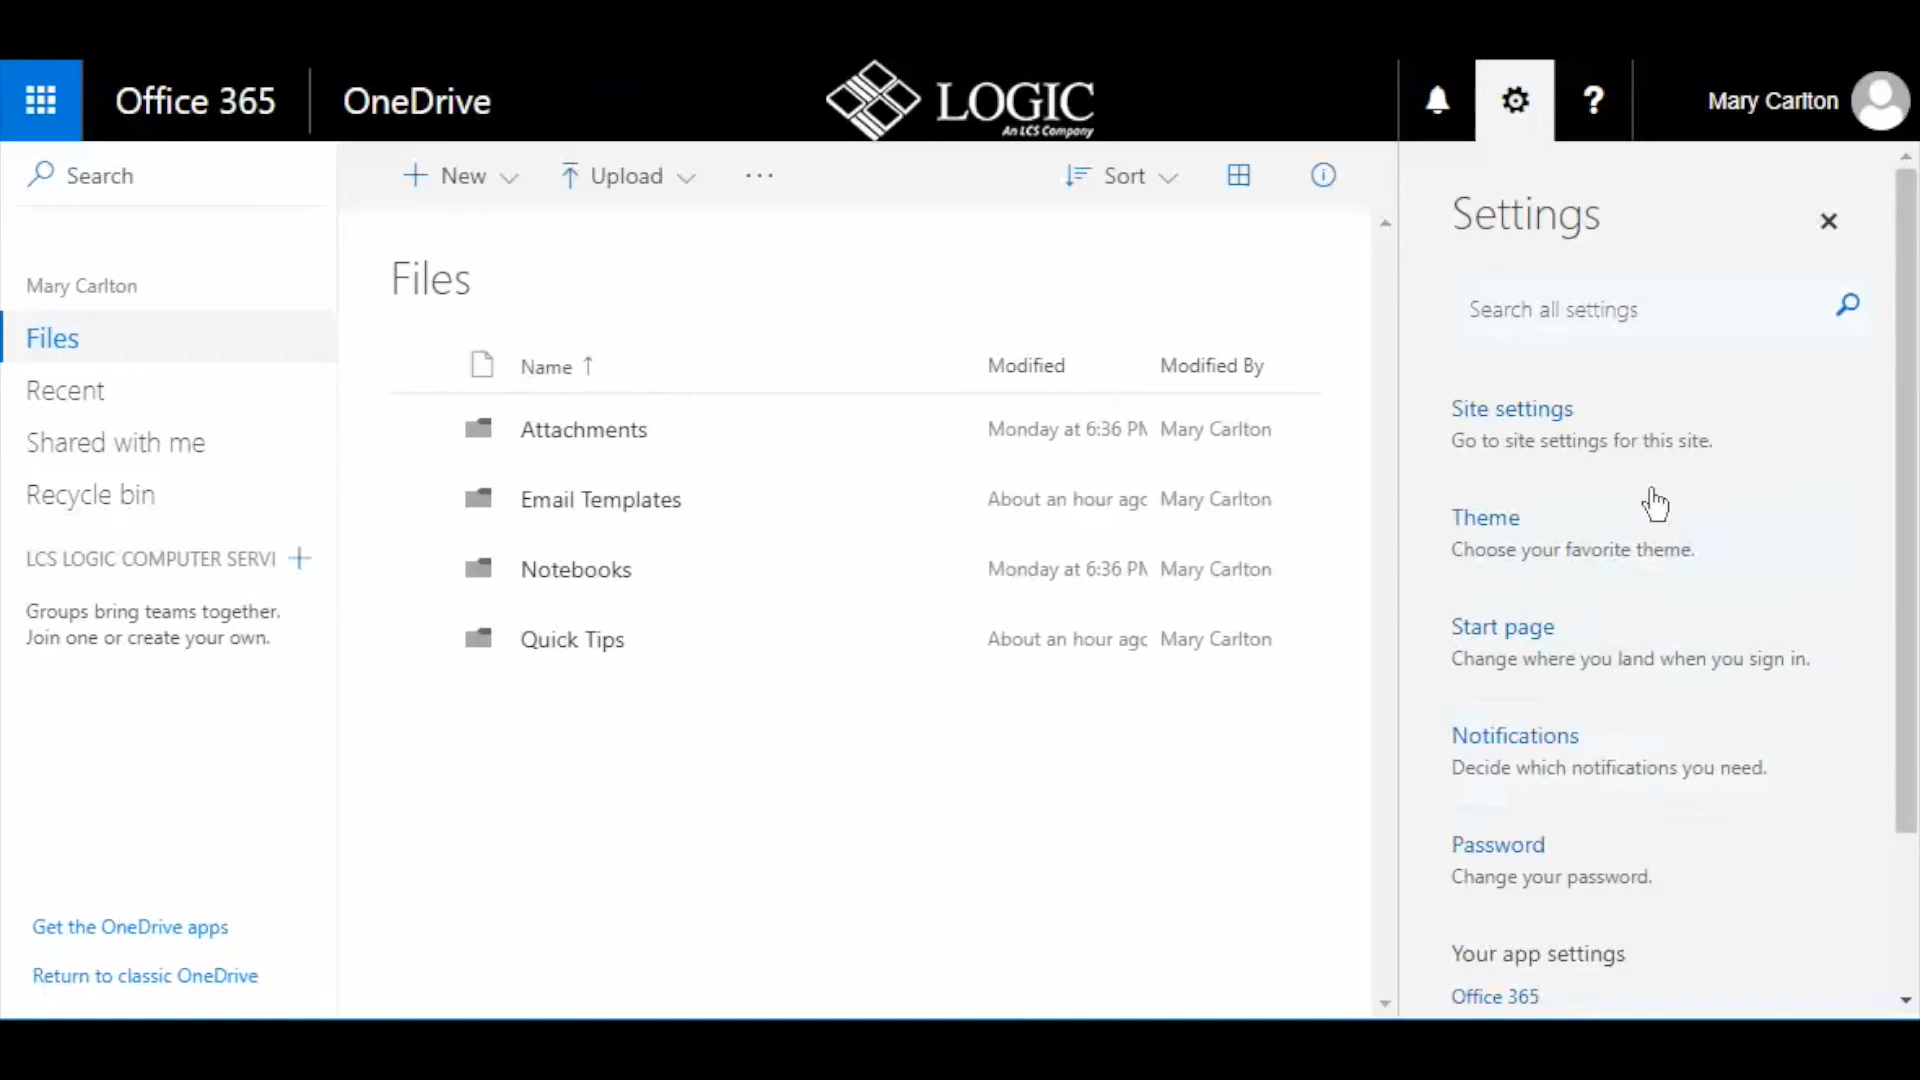 Office 365
OneDrive
LOGIC
An LCS Company
?
Mary Carlton
Search
New
Upload
...
Sort
Mary Carlton
Files
Recent
Shared with me
Recycle bin
LCS LOGIC COMPUTER SERVI
Groups bring teams together.
Join one or create your own.
Get the OneDrive apps
Return to classic OneDrive
Files
Name Modified Modified By
Attachments Monday at 6:36 PM Mary Carlton
Email Templates About an hour ago Mary Carlton
Notebooks Monday at 6:36 PM Mary Carlton
Quick Tips About an hour ago Mary Carlton
Settings
Search all settings
Site settings
Go to site settings for this site.
Theme
Choose your favorite theme.
Start page
Change where you land when you sign in.
Notifications
Decide which notifications you need.
Password
Change your password.
Your app settings
Office 365